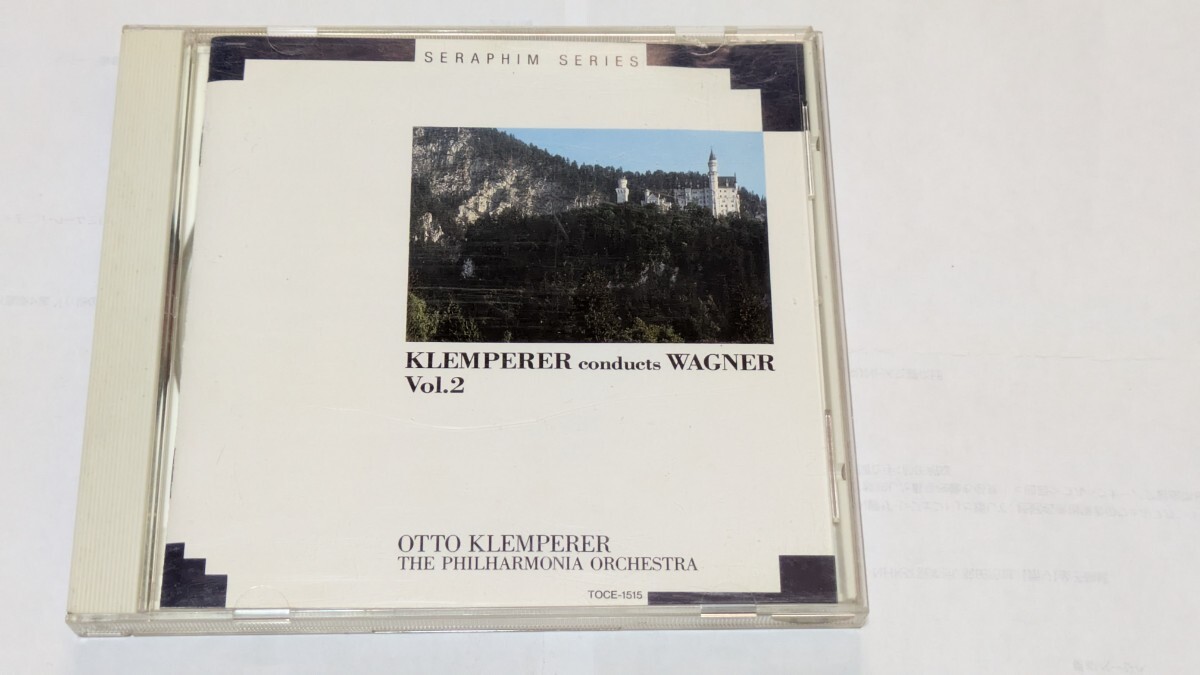 SERAPHIM SERIES
KLEMPERER conducts WAGNER
Vol.2
OTTO KLEMPERER
THE PHILHARMONIA ORCHESTRA
TOCE-1515